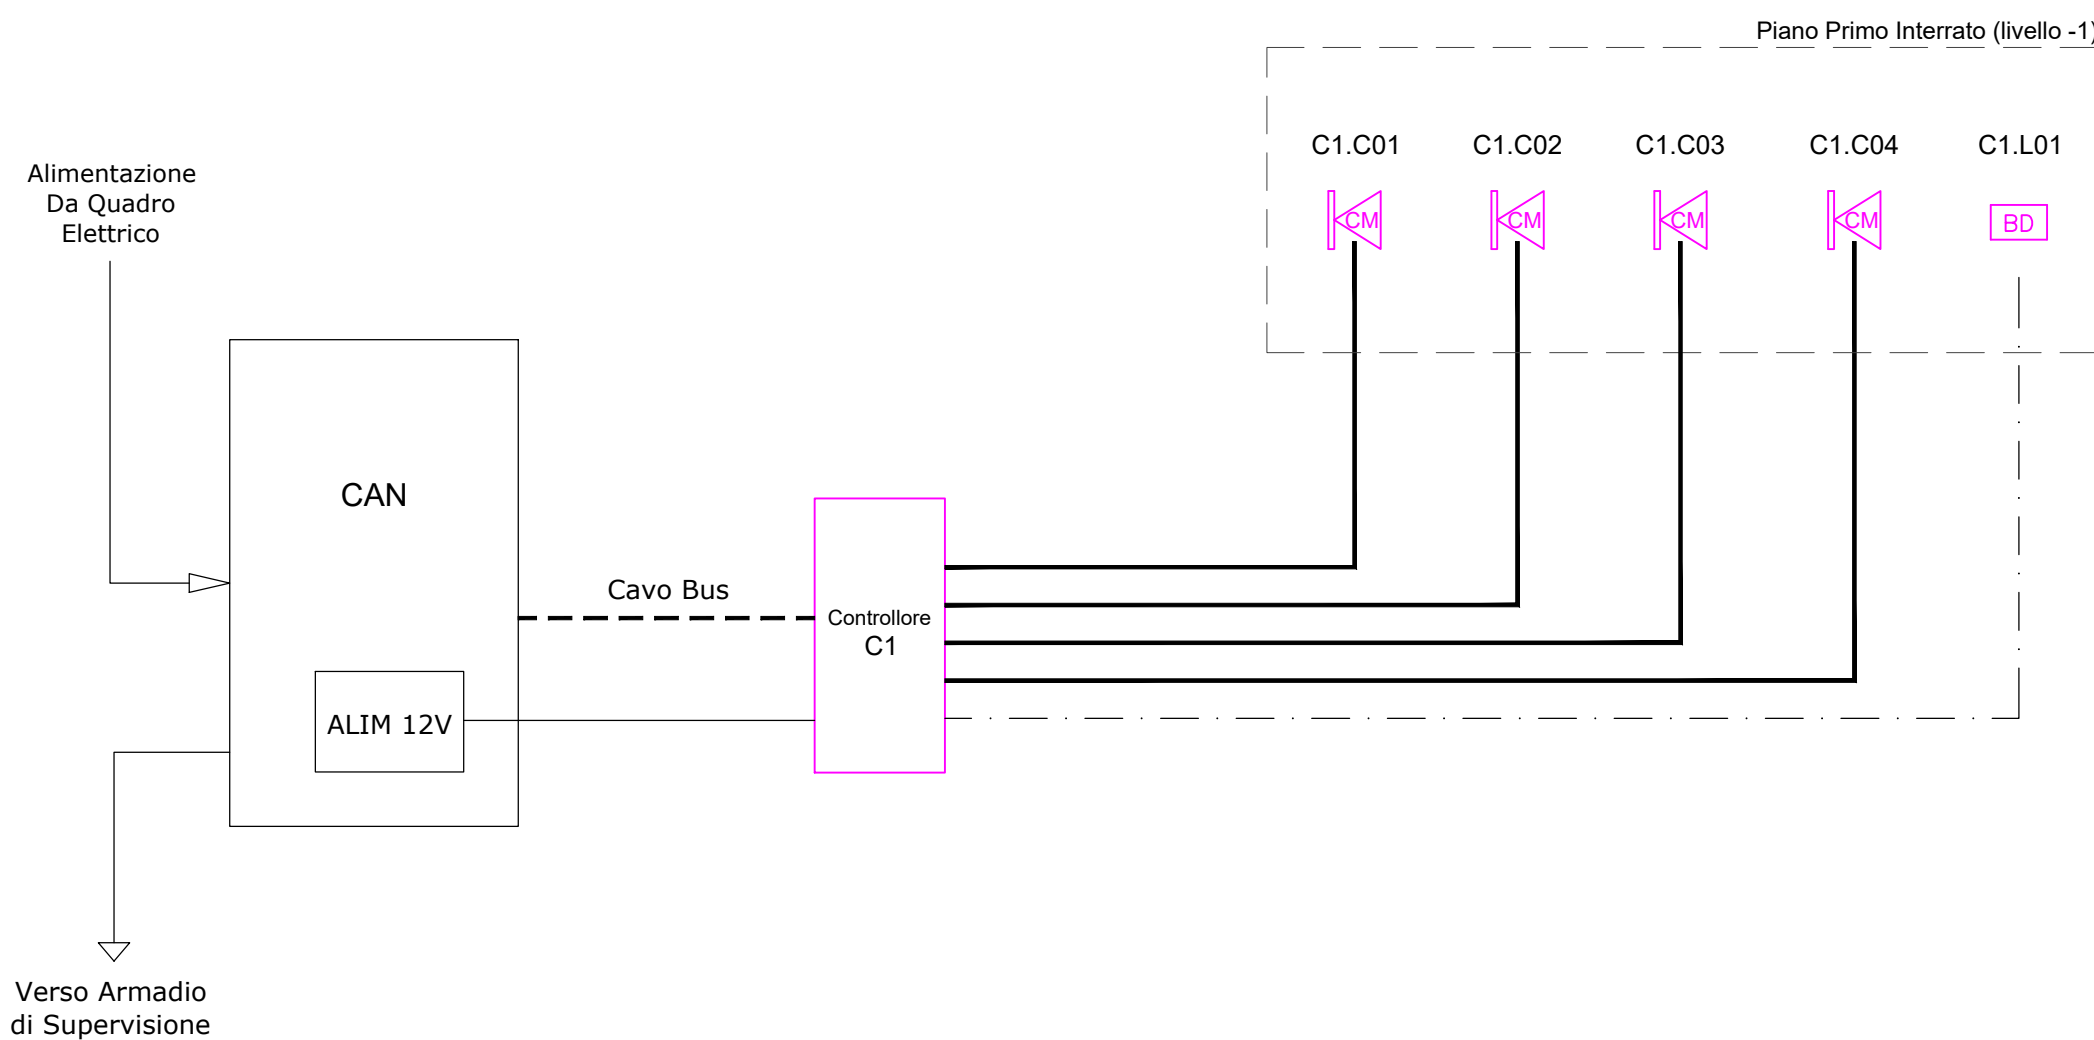 Piano Primo Interrato (livello -1)
C1.C01
C1.C02
C1.C03
C1.C04
C1.L01
CM
CM
CM
CM
BD
Alimentazione
Da Quadro
Elettrico
CAN
Cavo Bus
Controllore
C1
ALIM 12V
Verso Armadio
di Supervisione